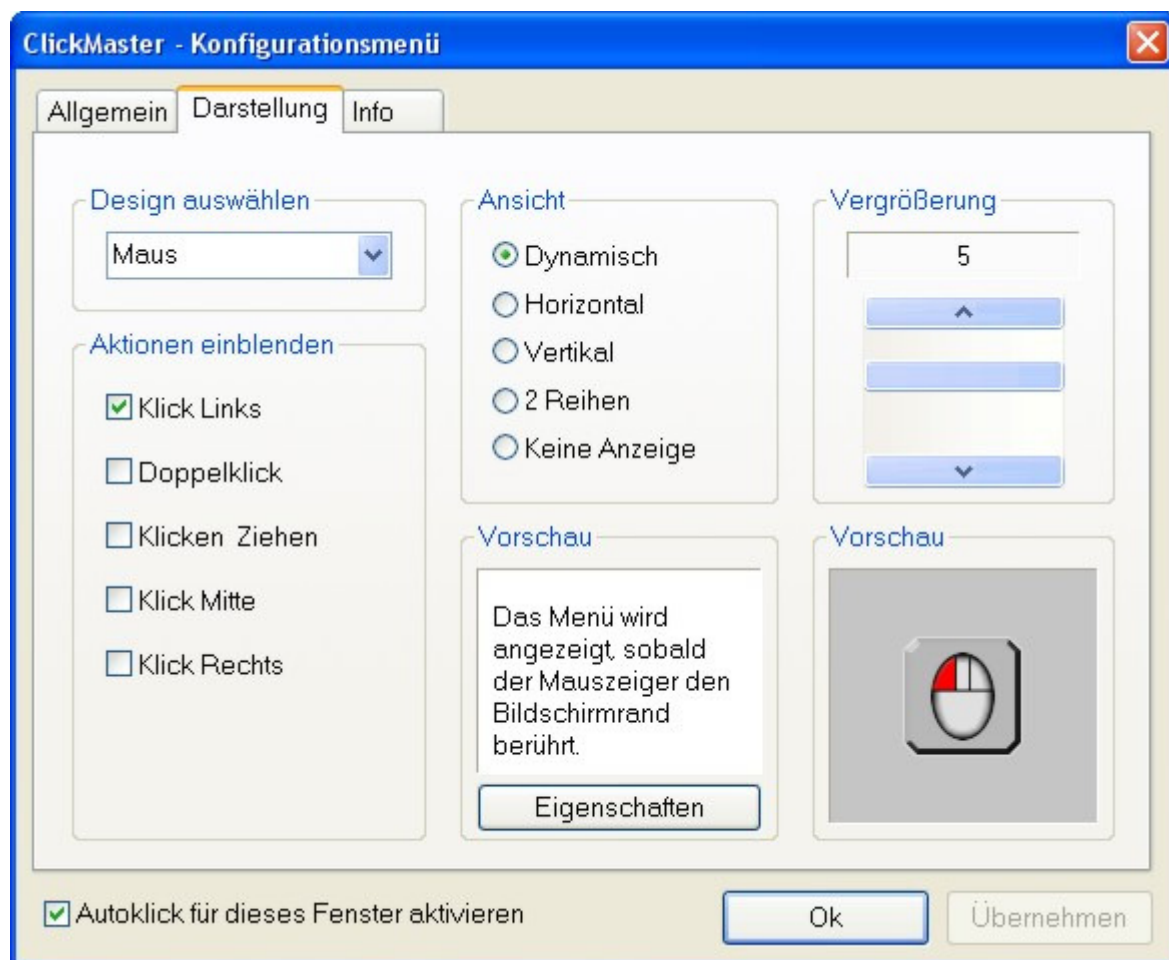 ClickMaster - Konfigurationsmenü
Allgemein
Darstellung
Info
Design auswählen
Maus
Aktionen einblenden
Klick Links
Doppelklick
Klicken  Ziehen
Klick Mitte
Klick Rechts
Ansicht
Dynamisch
Horizontal
Vertikal
2 Reihen
Keine Anzeige
Vergrößerung
5
Vorschau
Das Menü wird
angezeigt, sobald
der Mauszeiger den
Bildschirmrand
berührt.
Eigenschaften
Vorschau
Autoklick für dieses Fenster aktivieren
Ok
Übernehmen